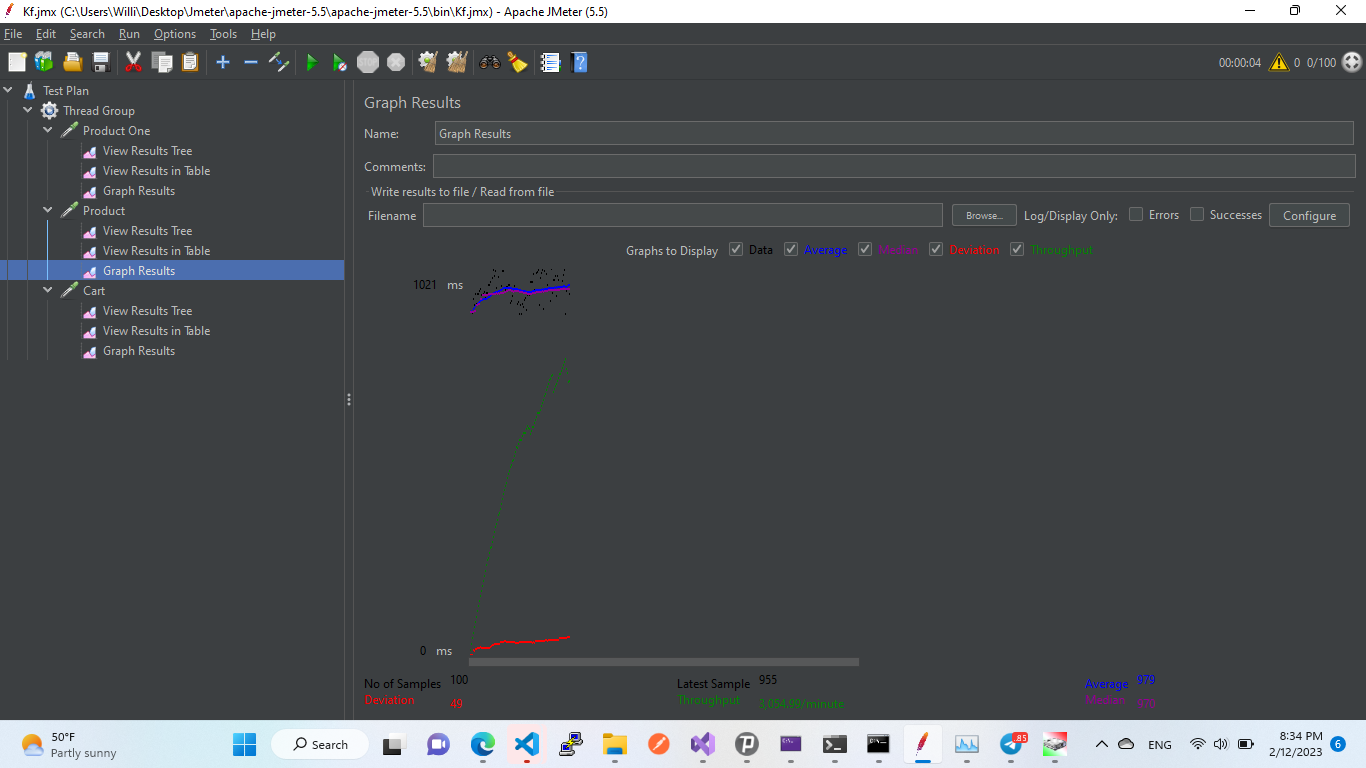 Kf.jmx (C:\Users\Willi\Desktop\Jmeter\apache-jmeter-5.5\apache-jmeter-5.5\bin\Kf.jmx) - Apache JMeter (5.5)
File Edit Search Run Options Tools Help
STOP 00:00:04 0 0/100
Test Plan
Thread Group
Product One
View Results Tree
View Results in Table
Graph Results
Product
View Results Tree
View Results in Table
Graph Results
Cart
View Results Tree
View Results in Table
Graph Results
Graph Results
Name: Graph Results
Comments:
Write results to file / Read from file
Filename Browse... Log/Display Only: Errors Successes Configure
Graphs to Display Data Average Median Deviation Throughput
1021 ms
0 ms
No of Samples 100 Latest Sample 955 Average 979
Deviation 49 Throughput 3,054.99/minute Median
50°F
Partly sunny
Search
.85
ENG
8:34 PM
2/12/2023
6